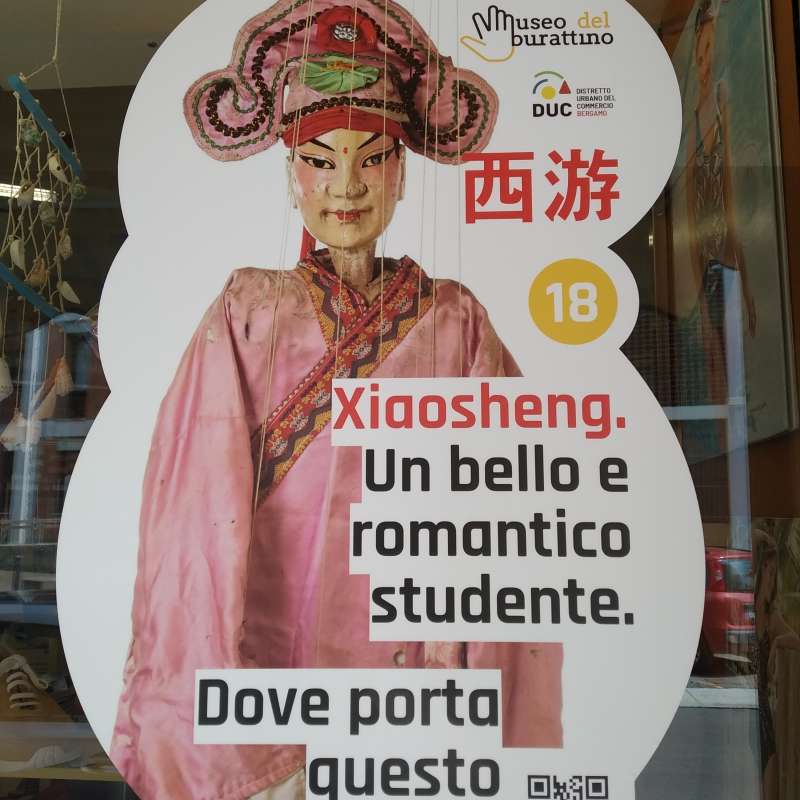 museo del
burattino
DUC
DISTRETTO
URBANO DEL
COMMERCIO
BERGAMO
西游
18
Xiaosheng.
Un bello e
romantico
studente.
Dove porta
questo